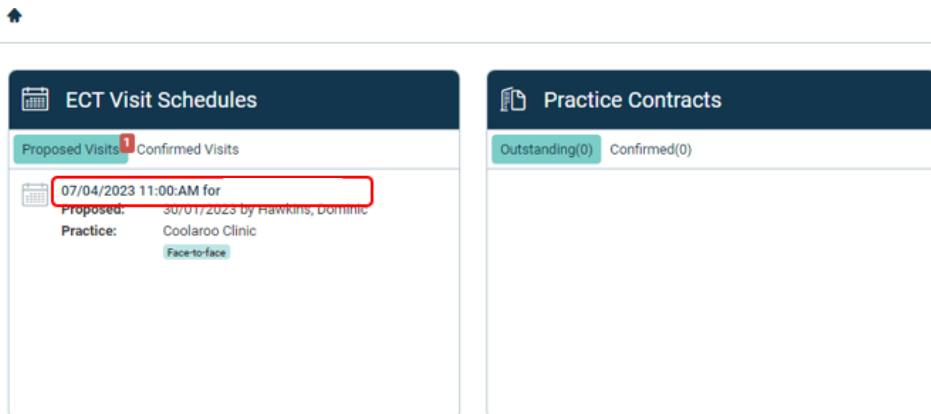 ECT Visit Schedules
Proposed Visits 1 Confirmed Visits
07/04/2023 11:00:AM for
Proposed: 30/01/2023 by Hawkins, Dominic
Practice: Coolaroo Clinic
Face-to-face
Practice Contracts
Outstanding(0) Confirmed(0)